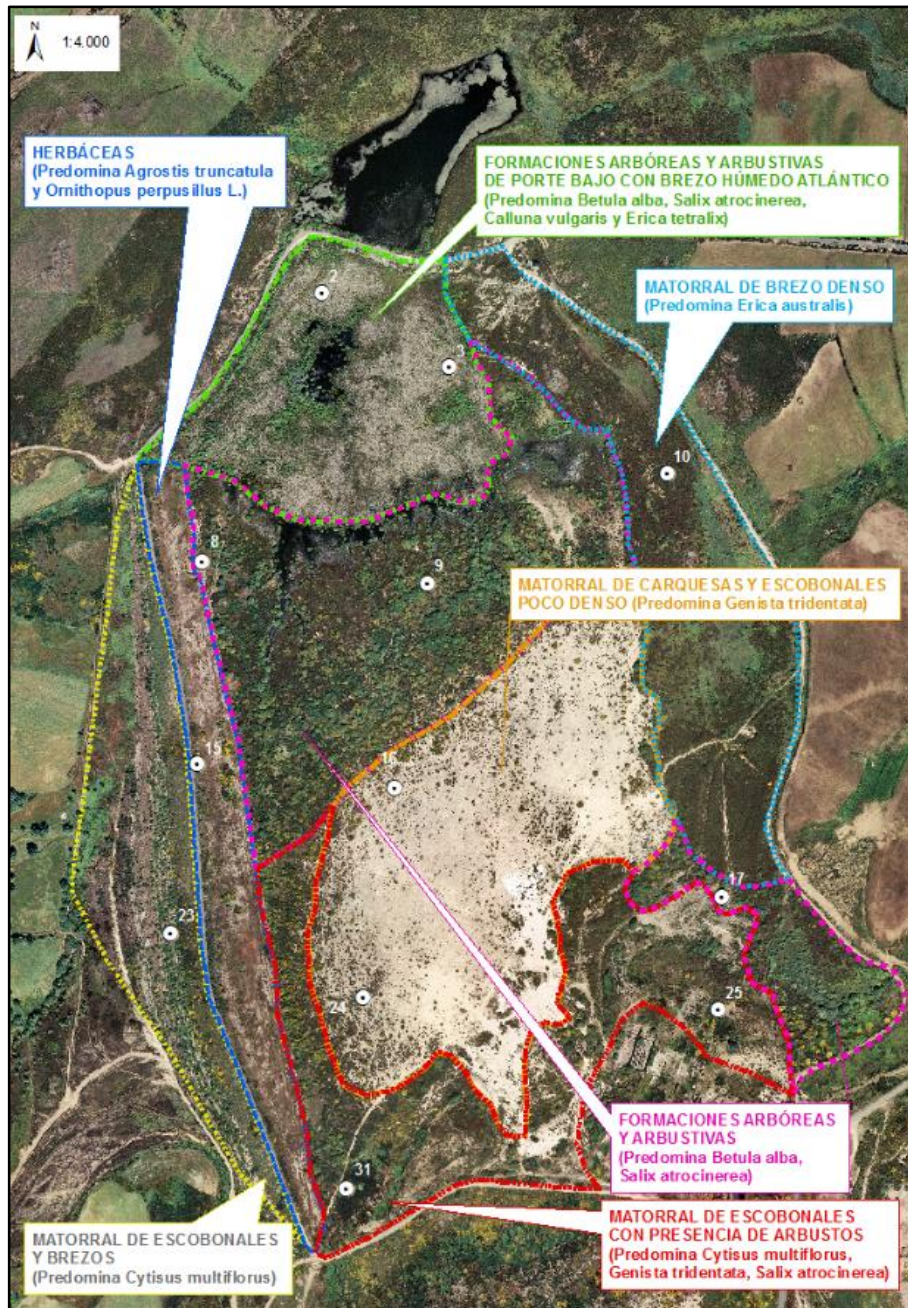 N
1:4.000
HERBÁCEAS
(Predomina Agrostis truncatula
y Ornithopus perpusillus L.)
FORMACIONES ARBÓREAS Y ARBUSTIVAS
DE PORTE BAJO CON BREZO HÚMEDO ATLÁNTICO
(Predomina Betula alba, Salix atrocinerea,
Calluna vulgaris y Erica tetralix)
MATORRAL DE BREZO DENSO
(Predomina Erica australis)
2
10
8
9
MATORRAL DE CARQUESAS Y ESCOBONALES
POCO DENSO (Predomina Genista tridentata)
15
16
17
23
24
25
FORMACIONES ARBÓREAS
Y ARBUSTIVAS
(Predomina Betula alba,
Salix atrocinerea)
31
MATORRAL DE ESCOBONALES
Y BREZOS
(Predomina Cytisus multiflorus)
MATORRAL DE ESCOBONALES
CON PRESENCIA DE ARBUSTOS
(Predomina Cytisus multiflorus,
Genista tridentata, Salix atrocinerea)